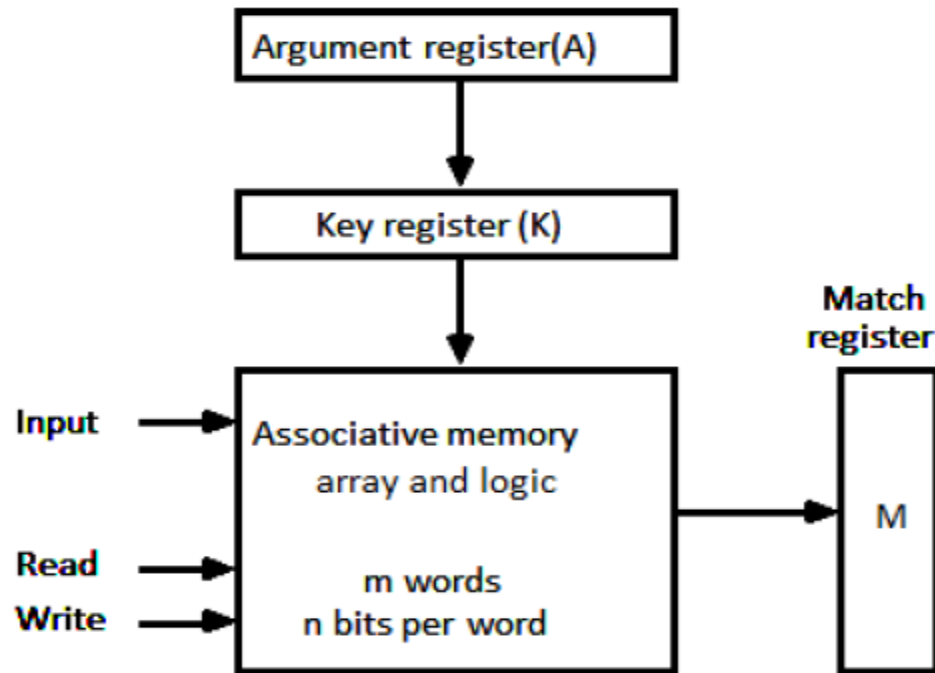 Argument register(A)
Key register (K)
Match
register
Input
Associative memory
array and logic
M
Read
m words
Write
n bits per word